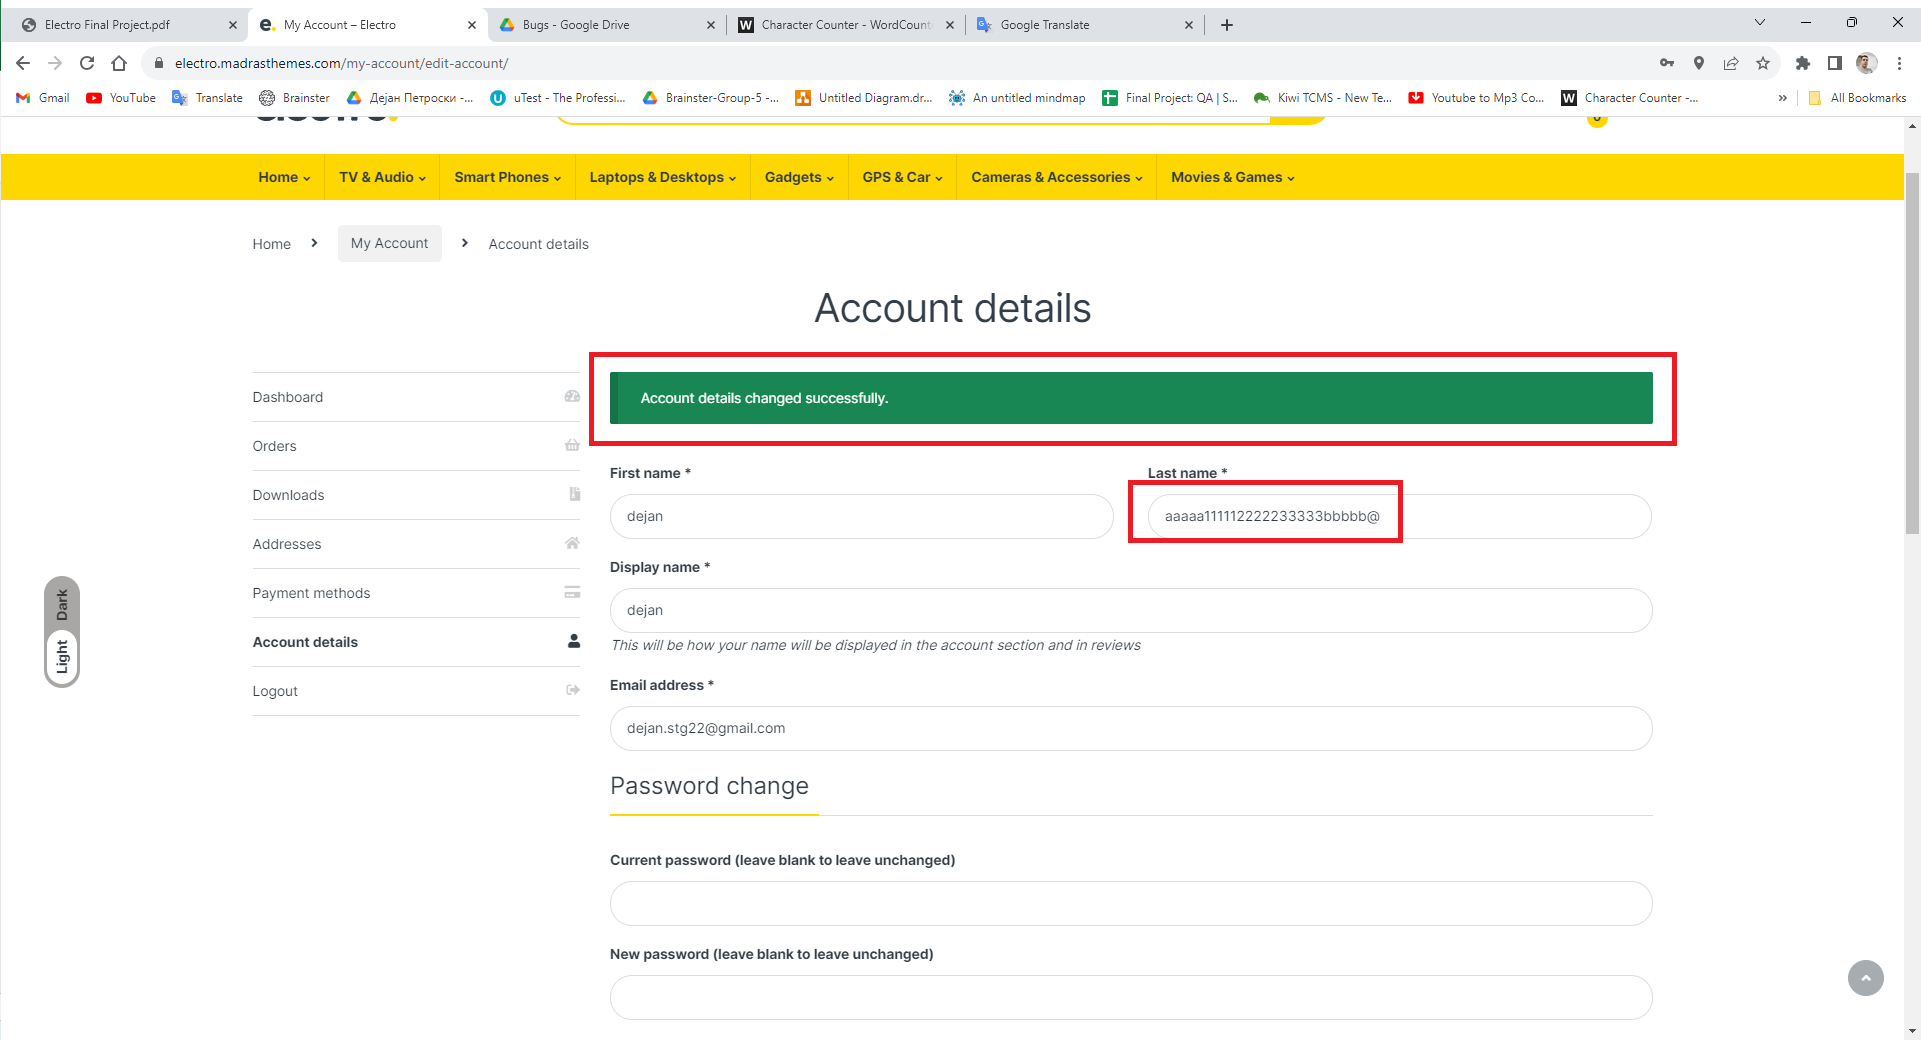 Electro Final Project.pdf
My Account – Electro
Bugs - Google Drive
Character Counter - WordCount
Google Translate
electro.madrasthemes.com/my-account/edit-account/
Gmail
YouTube
Translate
Brainster
Дејан Петроски -...
uTest - The Professi...
Brainster-Group-5 -...
Untitled Diagram.dr...
An untitled mindmap
Final Project: QA | S...
Kiwi TCMS - New Te...
Youtube to Mp3 Co...
Character Counter -...
All Bookmarks
Home
TV & Audio
Smart Phones
Laptops & Desktops
Gadgets
GPS & Car
Cameras & Accessories
Movies & Games
Home
My Account
Account details
Account details
Dashboard
Orders
Downloads
Addresses
Payment methods
Account details
Logout
Dark
Light
Account details changed successfully.
First name *
dejan
Last name *
aaaaa111112222233333bbbbb@
Display name *
dejan
This will be how your name will be displayed in the account section and in reviews
Email address *
dejan.stg22@gmail.com
Password change
Current password (leave blank to leave unchanged)
New password (leave blank to leave unchanged)